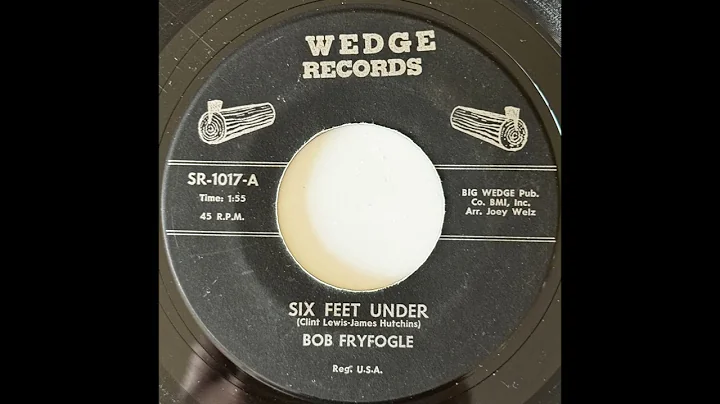 WEDGE
RECORDS
SR-1017-A
Time: 1:55
45 R.P.M.
BIG WEDGE Pub.
Co. BMI, Inc.
Arr. Joey Welz
SIX FEET UNDER
(Clint Lewis-James Hutchins)
BOB FRYFOGLE
Reg. U.S.A.